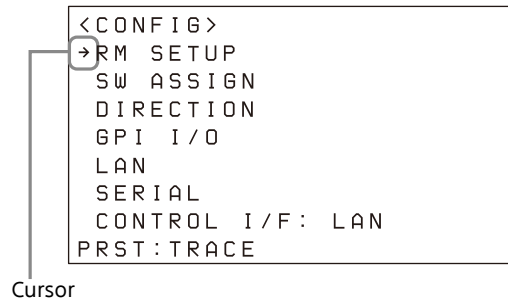 <CONFIG>
→RM SETUP
SW ASSIGN
DIRECTION
GPI I/O
LAN
SERIAL
CONTROL I/F: LAN
PRST:TRACE
Cursor